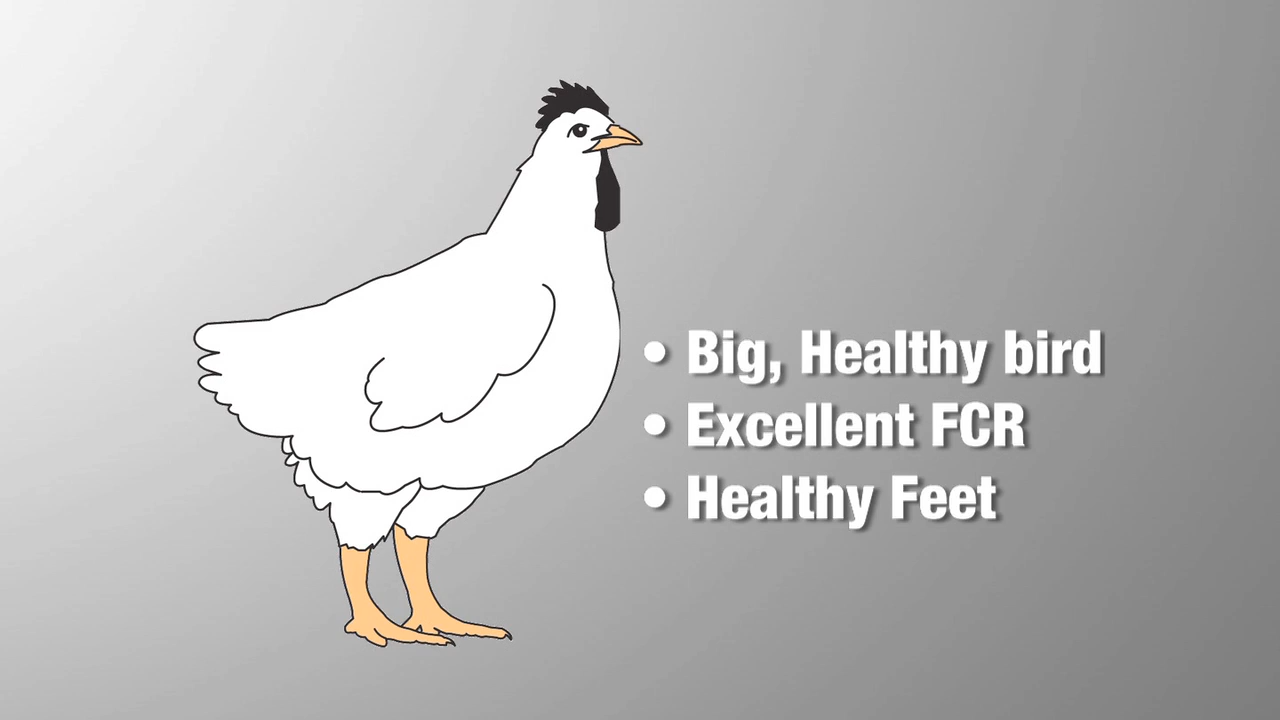 • Big, Healthy bird
• Excellent FCR
• Healthy Feet